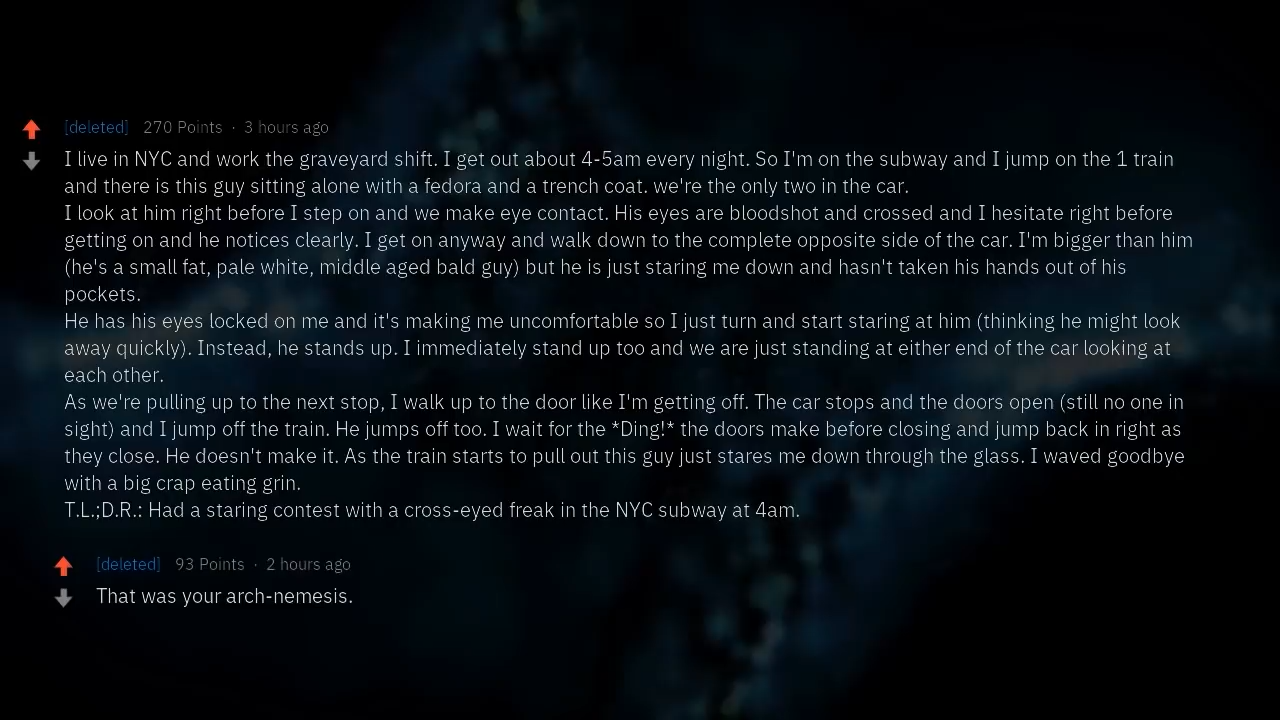 [deleted] 270 Points · 3 hours ago
I live in NYC and work the graveyard shift. I get out about 4-5am every night. So I'm on the subway and I jump on the 1 train
and there is this guy sitting alone with a fedora and a trench coat. we're the only two in the car.
I look at him right before I step on and we make eye contact. His eyes are bloodshot and crossed and I hesitate right before
getting on and he notices clearly. I get on anyway and walk down to the complete opposite side of the car. I'm bigger than him
(he's a small fat, pale white, middle aged bald guy) but he is just staring me down and hasn't taken his hands out of his
pockets.
He has his eyes locked on me and it's making me uncomfortable so I just turn and start staring at him (thinking he might look
away quickly). Instead, he stands up. I immediately stand up too and we are just standing at either end of the car looking at
each other.
As we're pulling up to the next stop, I walk up to the door like I'm getting off. The car stops and the doors open (still no one in
sight) and I jump off the train. He jumps off too. I wait for the *Ding!* the doors make before closing and jump back in right as
they close. He doesn't make it. As the train starts to pull out this guy just stares me down through the glass. I waved goodbye
with a big crap eating grin.
T.L.;D.R.: Had a staring contest with a cross-eyed freak in the NYC subway at 4am.
[deleted] 93 Points · 2 hours ago
That was your arch-nemesis.